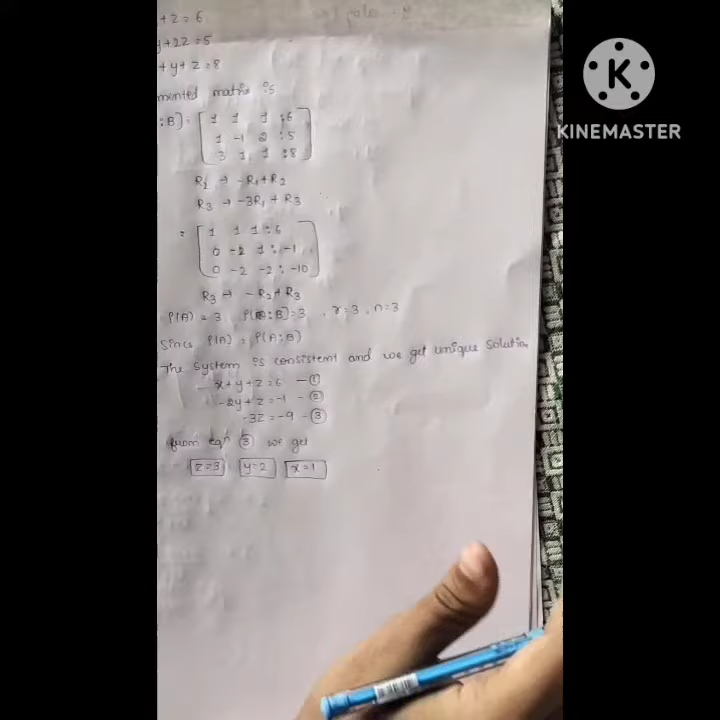 + z = 6
y + 2z = 5
+ y + z = 8
mented matrix is
: B] = [ 1 1 1 : 6
1 -1 2 : 5
3 1 1 : 8 ]
R2 → -R1 + R2
R3 → -3R1 + R3
= [ 1 1 1 : 6
0 -2 1 : -1
0 -2 -2 : -10 ]
R3 → -R2 + R3
ρ(A) = 3 ρ[A : B] = 3 , r = 3 , n = 3
Since ρ(A) = ρ(A : B)
The system is consistent and we get unique solution
x + y + z = 6 — ①
-2y + z = -1 — ②
-3z = -9 — ③
from eqn ③ we get
z = 3 y = 2 x = 1
K
KINEMASTER